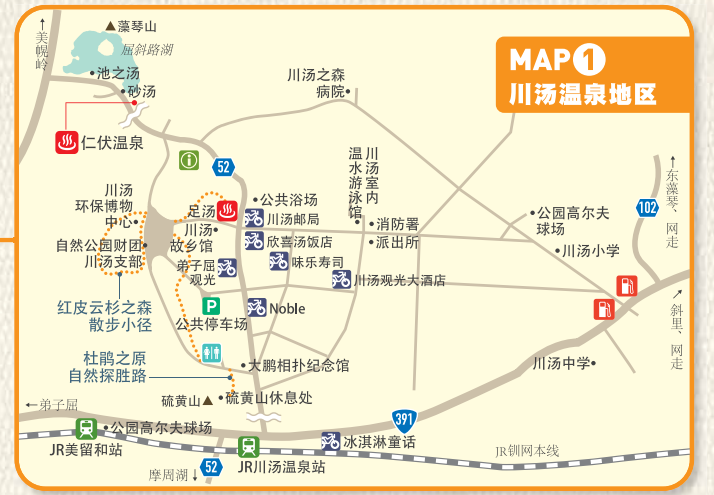 MAP1
川汤温泉地区
←美幌岭
藻琴山
屈斜路湖
池之汤
砂汤
仁伏温泉
川汤之森
病院
52
川汤室内
温水游泳馆
→东藻琴、网走
102
川汤
环保博物
中心
足汤
川汤
故乡馆
公共浴场
川汤邮局
欣喜汤饭店
味乐寿司
消防署
派出所
公园高尔夫
球场
川汤小学
自然公园财团
川汤支部
弟子屈
观光
川汤观光大酒店
红皮云杉之森
散步小径
P
公共停车场
Noble
→斜里、网走
杜鹃之原
自然探胜路
大鹏相扑纪念馆
川汤中学
硫黄山
硫黄山休息处
←弟子屈
391
公园高尔夫球场
JR美留和站
冰淇淋童话
JR川汤温泉站
JR钏网本线
摩周湖↓
52